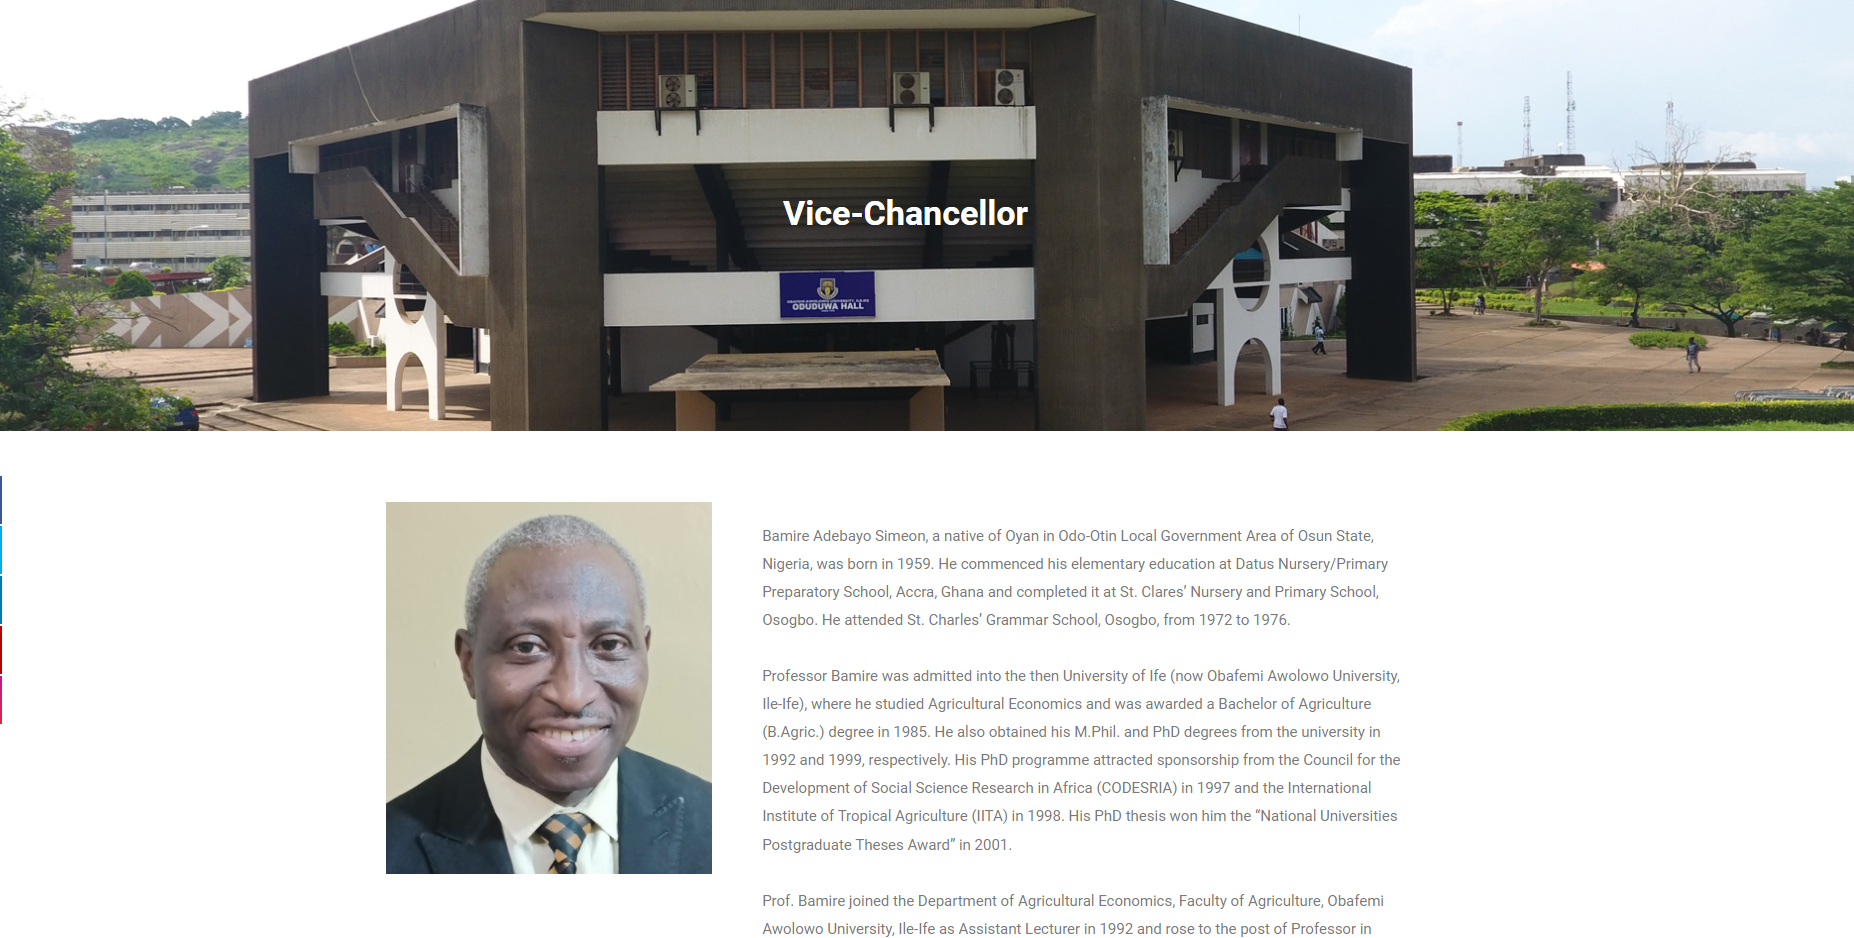 Vice-Chancellor
OBAFEMI AWOLOWO UNIVERSITY, ILE-IFE
ODUDUWA HALL
Bamire Adebayo Simeon, a native of Oyan in Odo-Otin Local Government Area of Osun State,
Nigeria, was born in 1959. He commenced his elementary education at Datus Nursery/Primary
Preparatory School, Accra, Ghana and completed it at St. Clares’ Nursery and Primary School,
Osogbo. He attended St. Charles’ Grammar School, Osogbo, from 1972 to 1976.
Professor Bamire was admitted into the then University of Ife (now Obafemi Awolowo University,
Ile-Ife), where he studied Agricultural Economics and was awarded a Bachelor of Agriculture
(B.Agric.) degree in 1985. He also obtained his M.Phil. and PhD degrees from the university in
1992 and 1999, respectively. His PhD programme attracted sponsorship from the Council for the
Development of Social Science Research in Africa (CODESRIA) in 1997 and the International
Institute of Tropical Agriculture (IITA) in 1998. His PhD thesis won him the “National Universities
Postgraduate Theses Award” in 2001.
Prof. Bamire joined the Department of Agricultural Economics, Faculty of Agriculture, Obafemi
Awolowo University, Ile-Ife as Assistant Lecturer in 1992 and rose to the post of Professor in